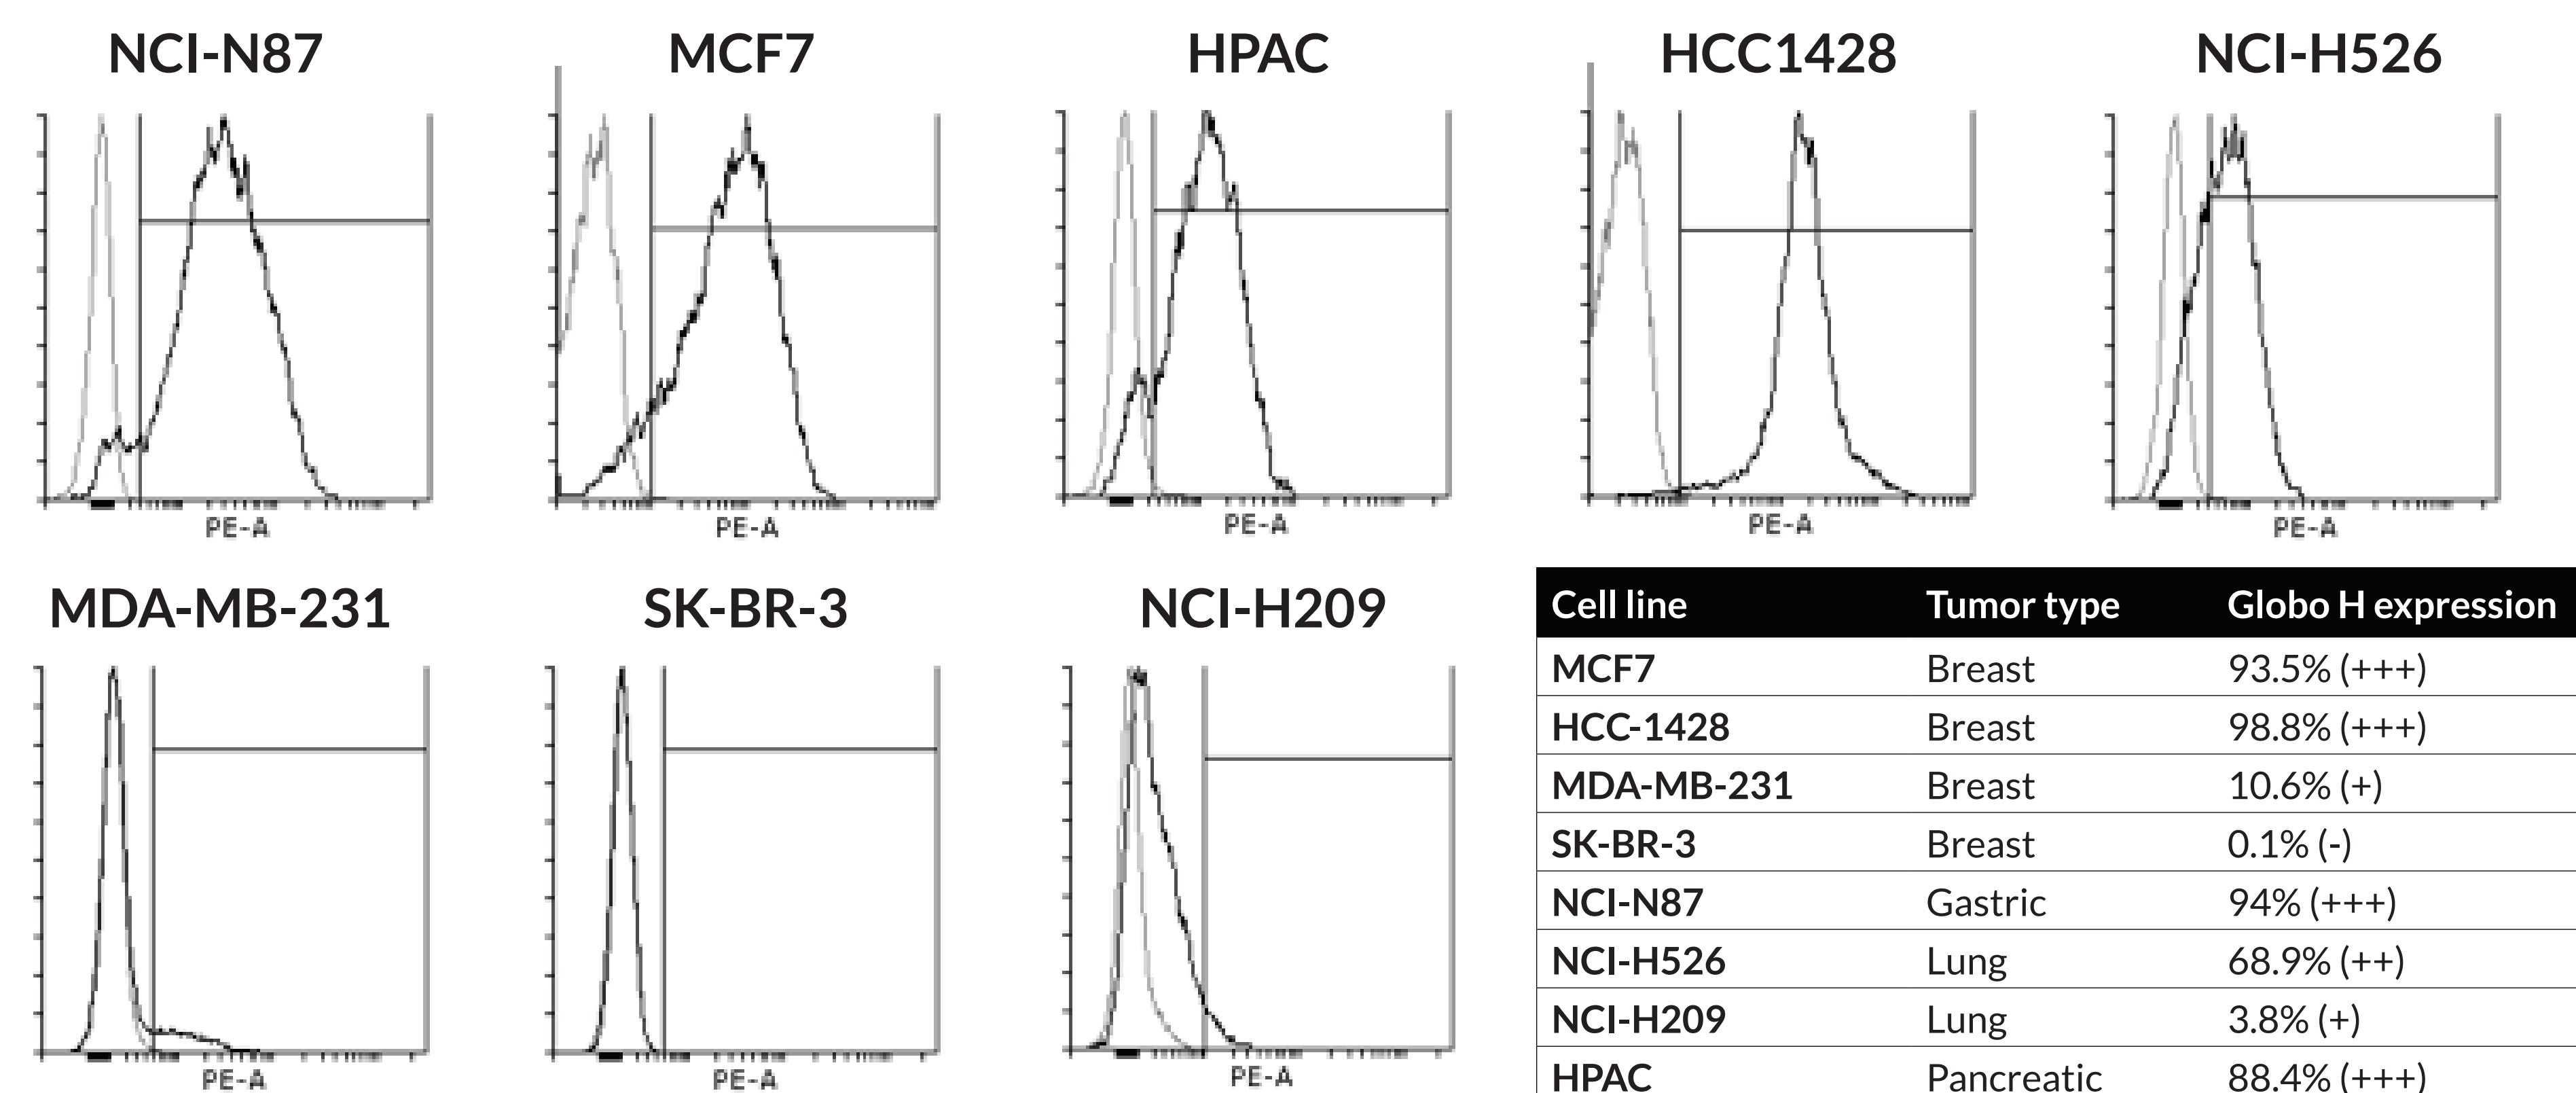 NCI-N87
MCF7
HPAC
HCC1428
NCI-H526
PE-A
PE-A
PE-A
PE-A
PE-A
MDA-MB-231
SK-BR-3
NCI-H209
PE-A
PE-A
PE-A
Cell line Tumor type Globo H expression
MCF7 Breast 93.5% (+++)
HCC-1428 Breast 98.8% (+++)
MDA-MB-231 Breast 10.6% (+)
SK-BR-3 Breast 0.1% (-)
NCI-N87 Gastric 94% (+++)
NCI-H526 Lung 68.9% (++)
NCI-H209 Lung 3.8% (+)
HPAC Pancreatic 88.4% (+++)